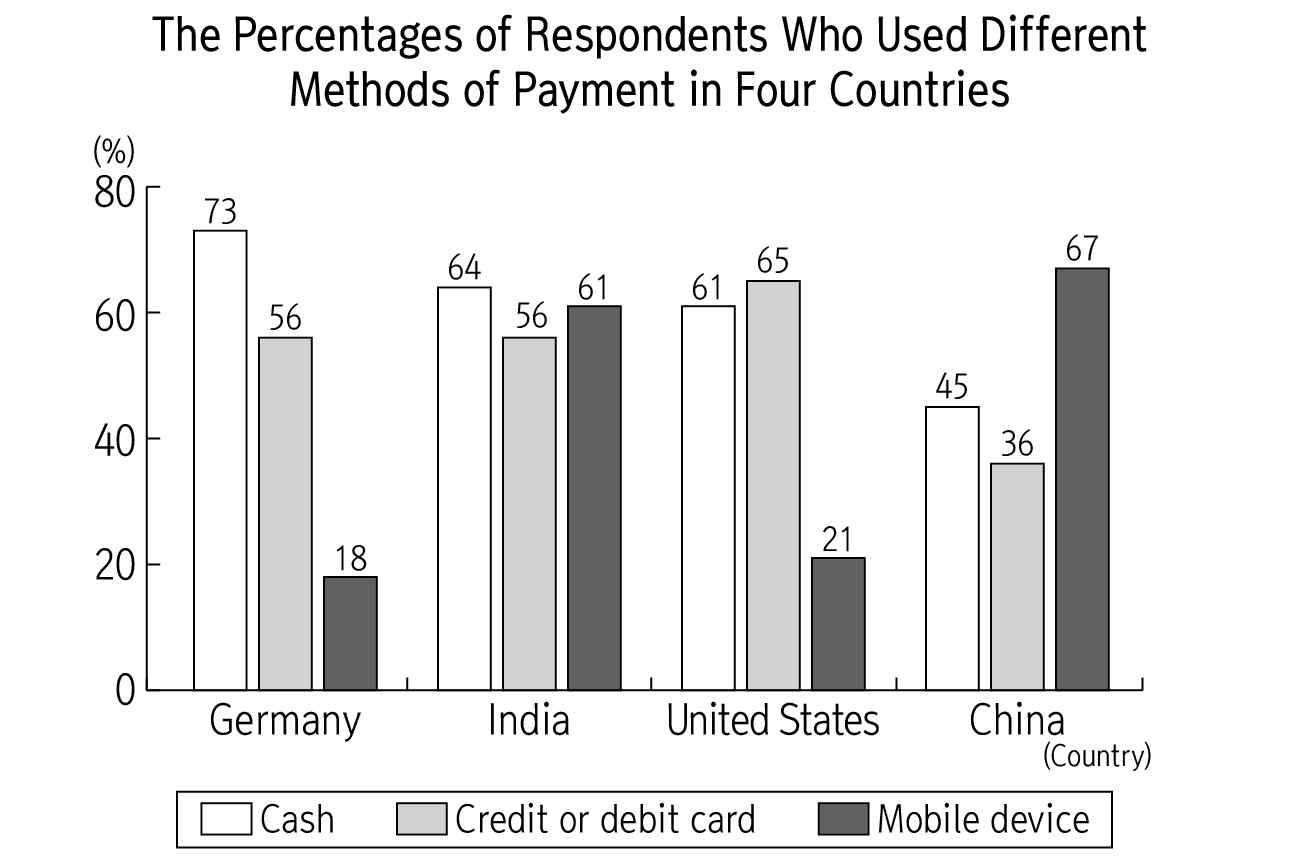 The Percentages of Respondents Who Used Different
Methods of Payment in Four Countries
(%)
80
60
40
20
0
73
56
18
64
56
61
61
65
21
45
36
67
Germany
India
United States
China
(Country)
Cash
Credit or debit card
Mobile device